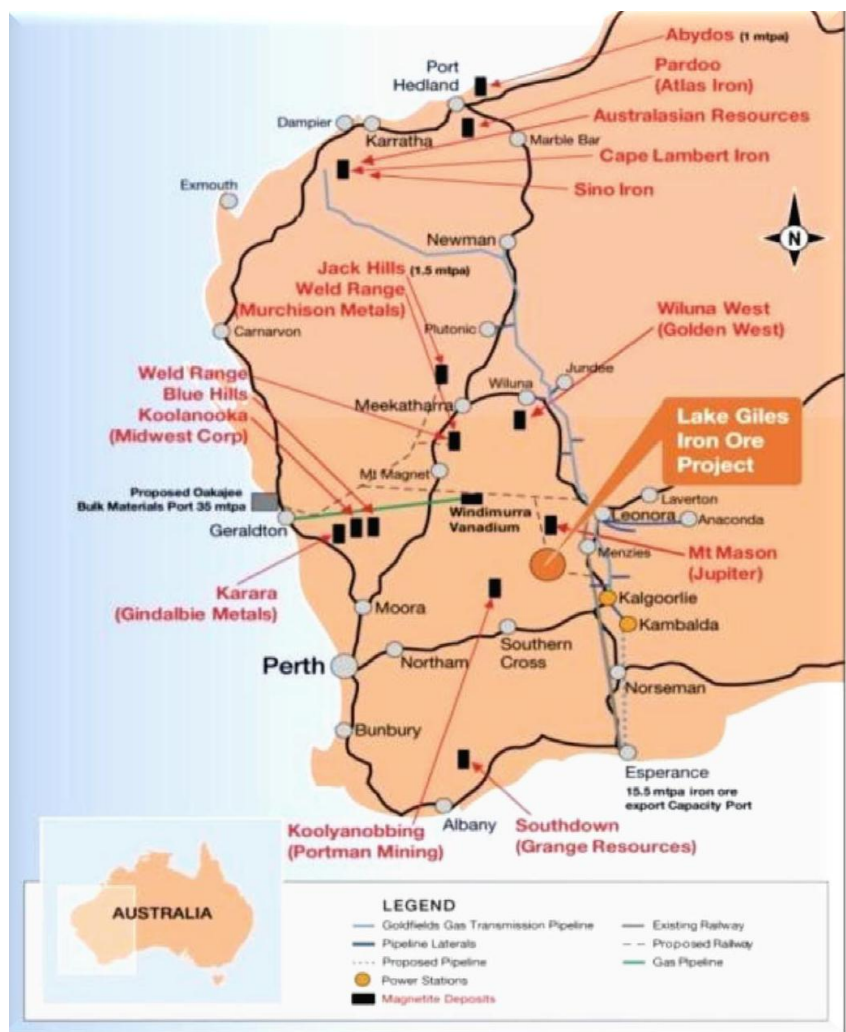 Abydos (1 mtpa)
Port
Hedland
Pardoo
(Atlas Iron)
Dampier
Karratha
Australasian Resources
Marble Bar
Cape Lambert Iron
Exmouth
Sino Iron
N
Newman
Jack Hills (1.5 mtpa)
Weld Range
(Murchison Metals)
Wiluna West
(Golden West)
Carnarvon
Plutonic
Jundee
Weld Range
Blue Hills
Koolanooka
(Midwest Corp)
Wiluna
Meekatharra
Lake Giles
Iron Ore
Project
Mt Magnet
Proposed Oakajee
Bulk Materials Port 35 mtpa
Laverton
Geraldton
Windimurra
Vanadium
Leonora
Anaconda
Menzies
Mt Mason
(Jupiter)
Karara
(Gindalbie Metals)
Kalgoorlie
Moora
Kambalda
Southern
Cross
Perth
Northam
Norseman
Bunbury
Esperance
15.5 mtpa iron ore
export Capacity Port
Albany
Koolyanobbing
(Portman Mining)
Southdown
(Grange Resources)
AUSTRALIA
LEGEND
Goldfields Gas Transmission Pipeline
Pipeline Laterals
Proposed Pipeline
Power Stations
Magnetite Deposits
Existing Railway
Proposed Railway
Gas Pipeline